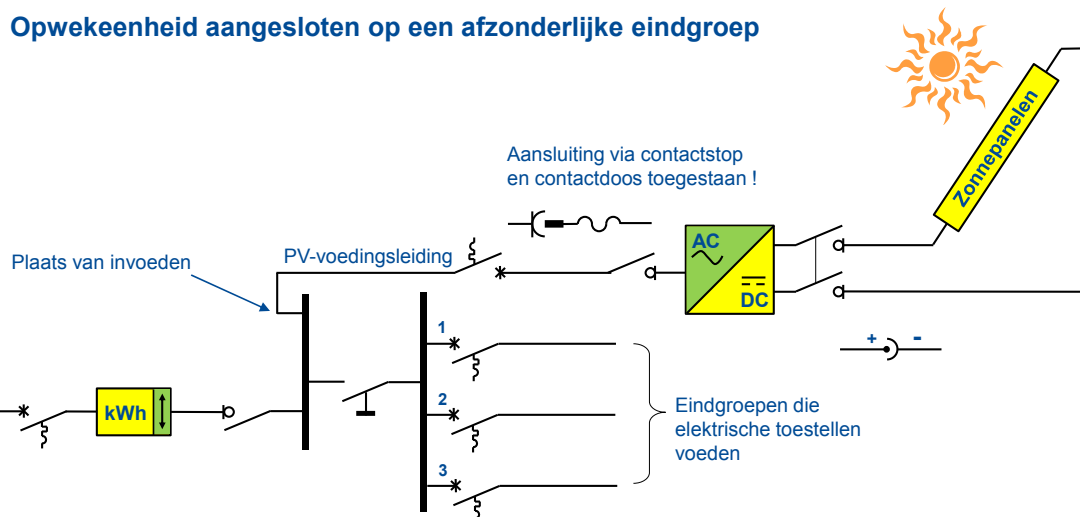 Opwekeenheid aangesloten op een afzonderlijke eindgroep
Zonnepanelen
Aansluiting via contactstop
en contactdoos toegestaan !
AC
DC
PV-voedingsleiding
Plaats van invoeden
+ -
1
2
3
kWh
Eindgroepen die
elektrische toestellen
voeden